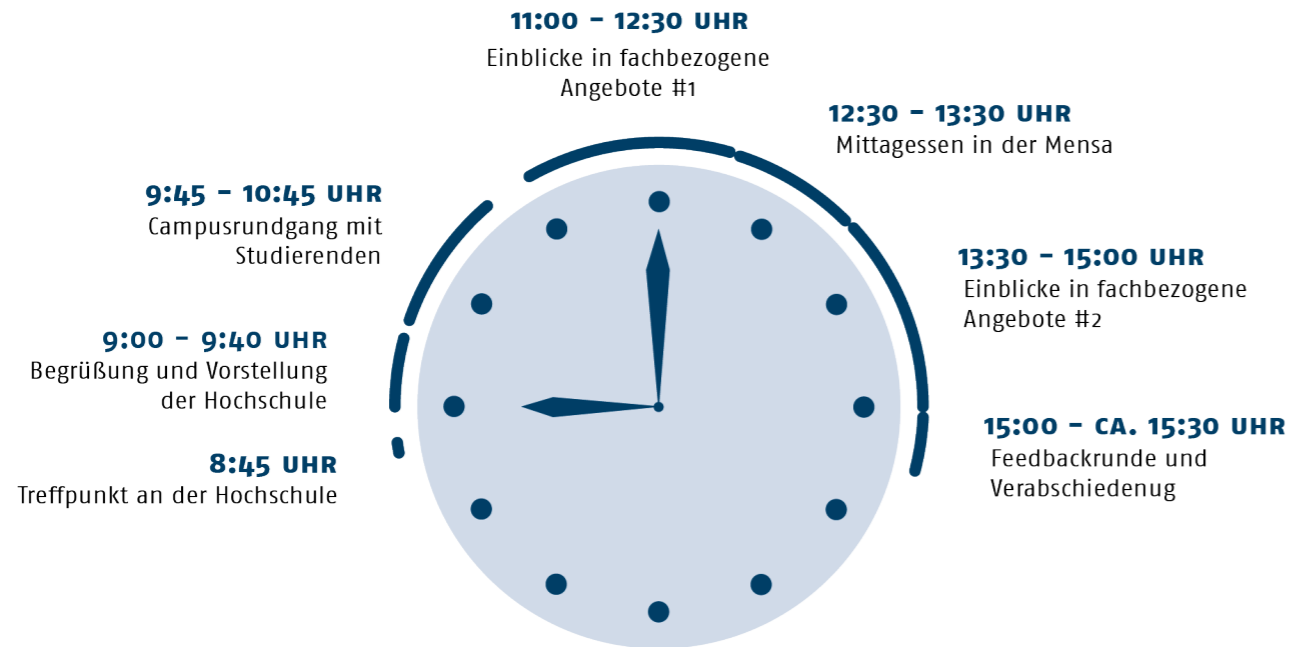 8:45 UHR
Treffpunkt an der Hochschule
9:00 – 9:40 UHR
Begrüßung und Vorstellung
der Hochschule
9:45 – 10:45 UHR
Campusrundgang mit
Studierenden
11:00 – 12:30 UHR
Einblicke in fachbezogene
Angebote #1
12:30 – 13:30 UHR
Mittagessen in der Mensa
13:30 – 15:00 UHR
Einblicke in fachbezogene
Angebote #2
15:00 – CA. 15:30 UHR
Feedbackrunde und
Verabschiedenug